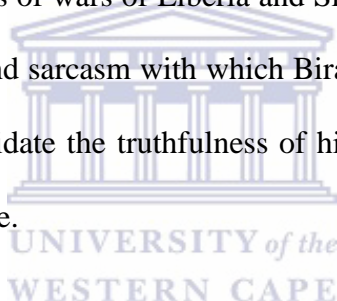 s of wars of Liberia and Si
nd sarcasm with which Bira
idate the truthfulness of hi
e.
UNIVERSITY of the
WESTERN CAPE